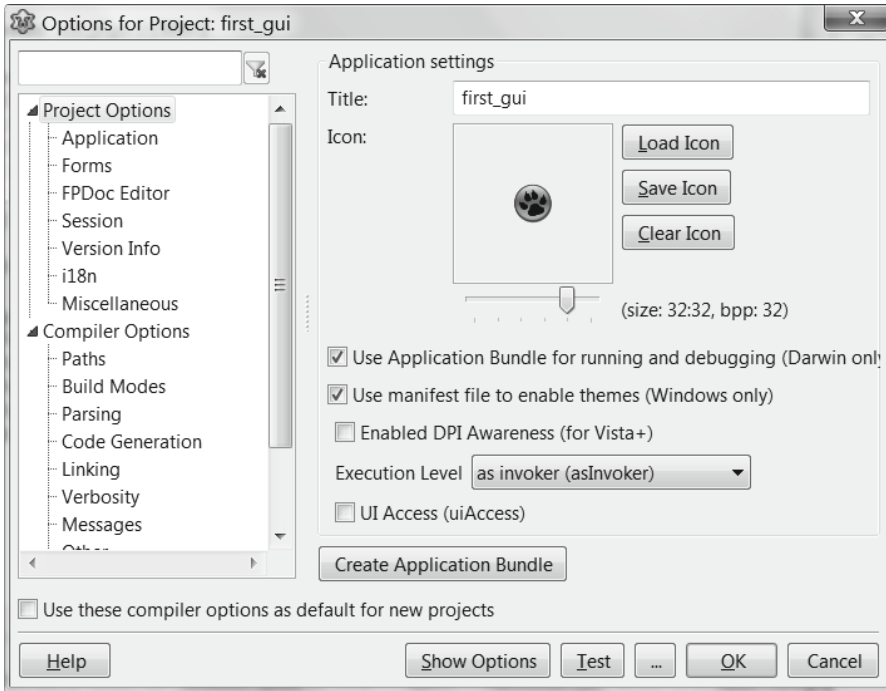 Options for Project: first_gui
Project Options
Application
Forms
FPDoc Editor
Session
Version Info
i18n
Miscellaneous
Compiler Options
Paths
Build Modes
Parsing
Code Generation
Linking
Verbosity
Messages
Other
Application settings
Title: first_gui
Icon:
Load Icon
Save Icon
Clear Icon
(size: 32:32, bpp: 32)
Use Application Bundle for running and debugging (Darwin only
Use manifest file to enable themes (Windows only)
Enabled DPI Awareness (for Vista+)
Execution Level as invoker (asInvoker)
UI Access (uiAccess)
Create Application Bundle
Use these compiler options as default for new projects
Help Show Options Test ... OK Cancel